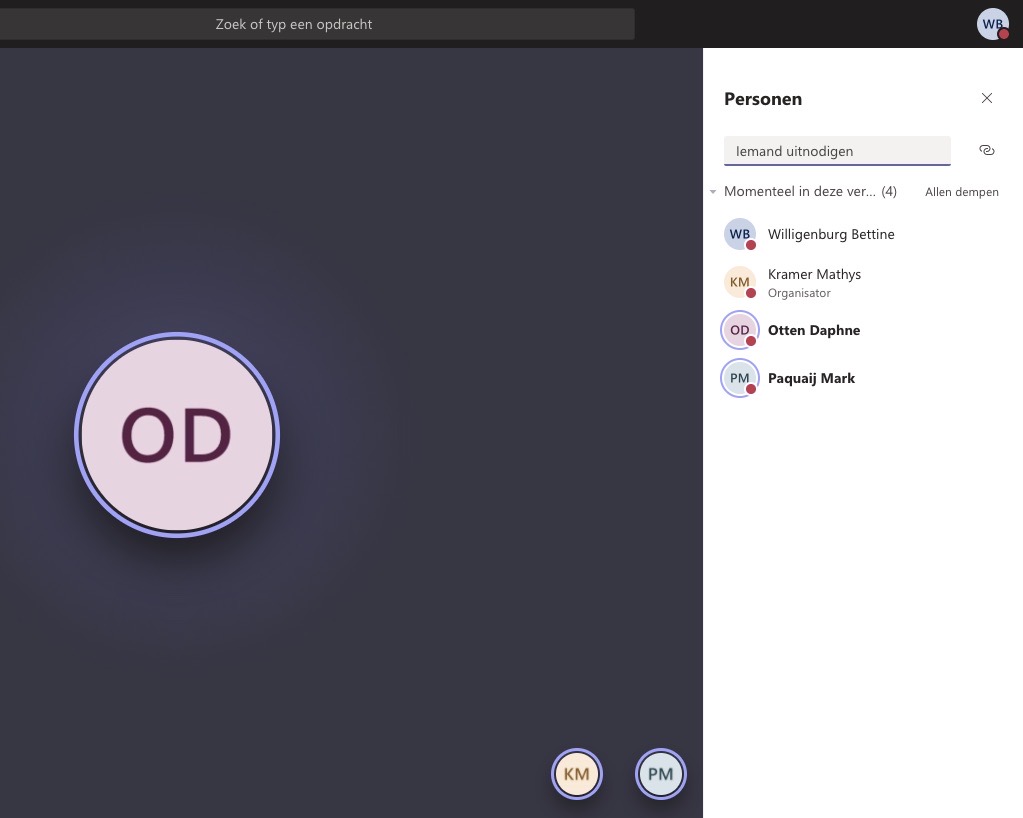 Zoek of typ een opdracht
WB
Personen
Iemand uitnodigen
Momenteel in deze ver... (4) Allen dempen
WB Willigenburg Bettine
KM Kramer Mathys
Organisator
OD Otten Daphne
PM Paquaij Mark
OD
KM PM